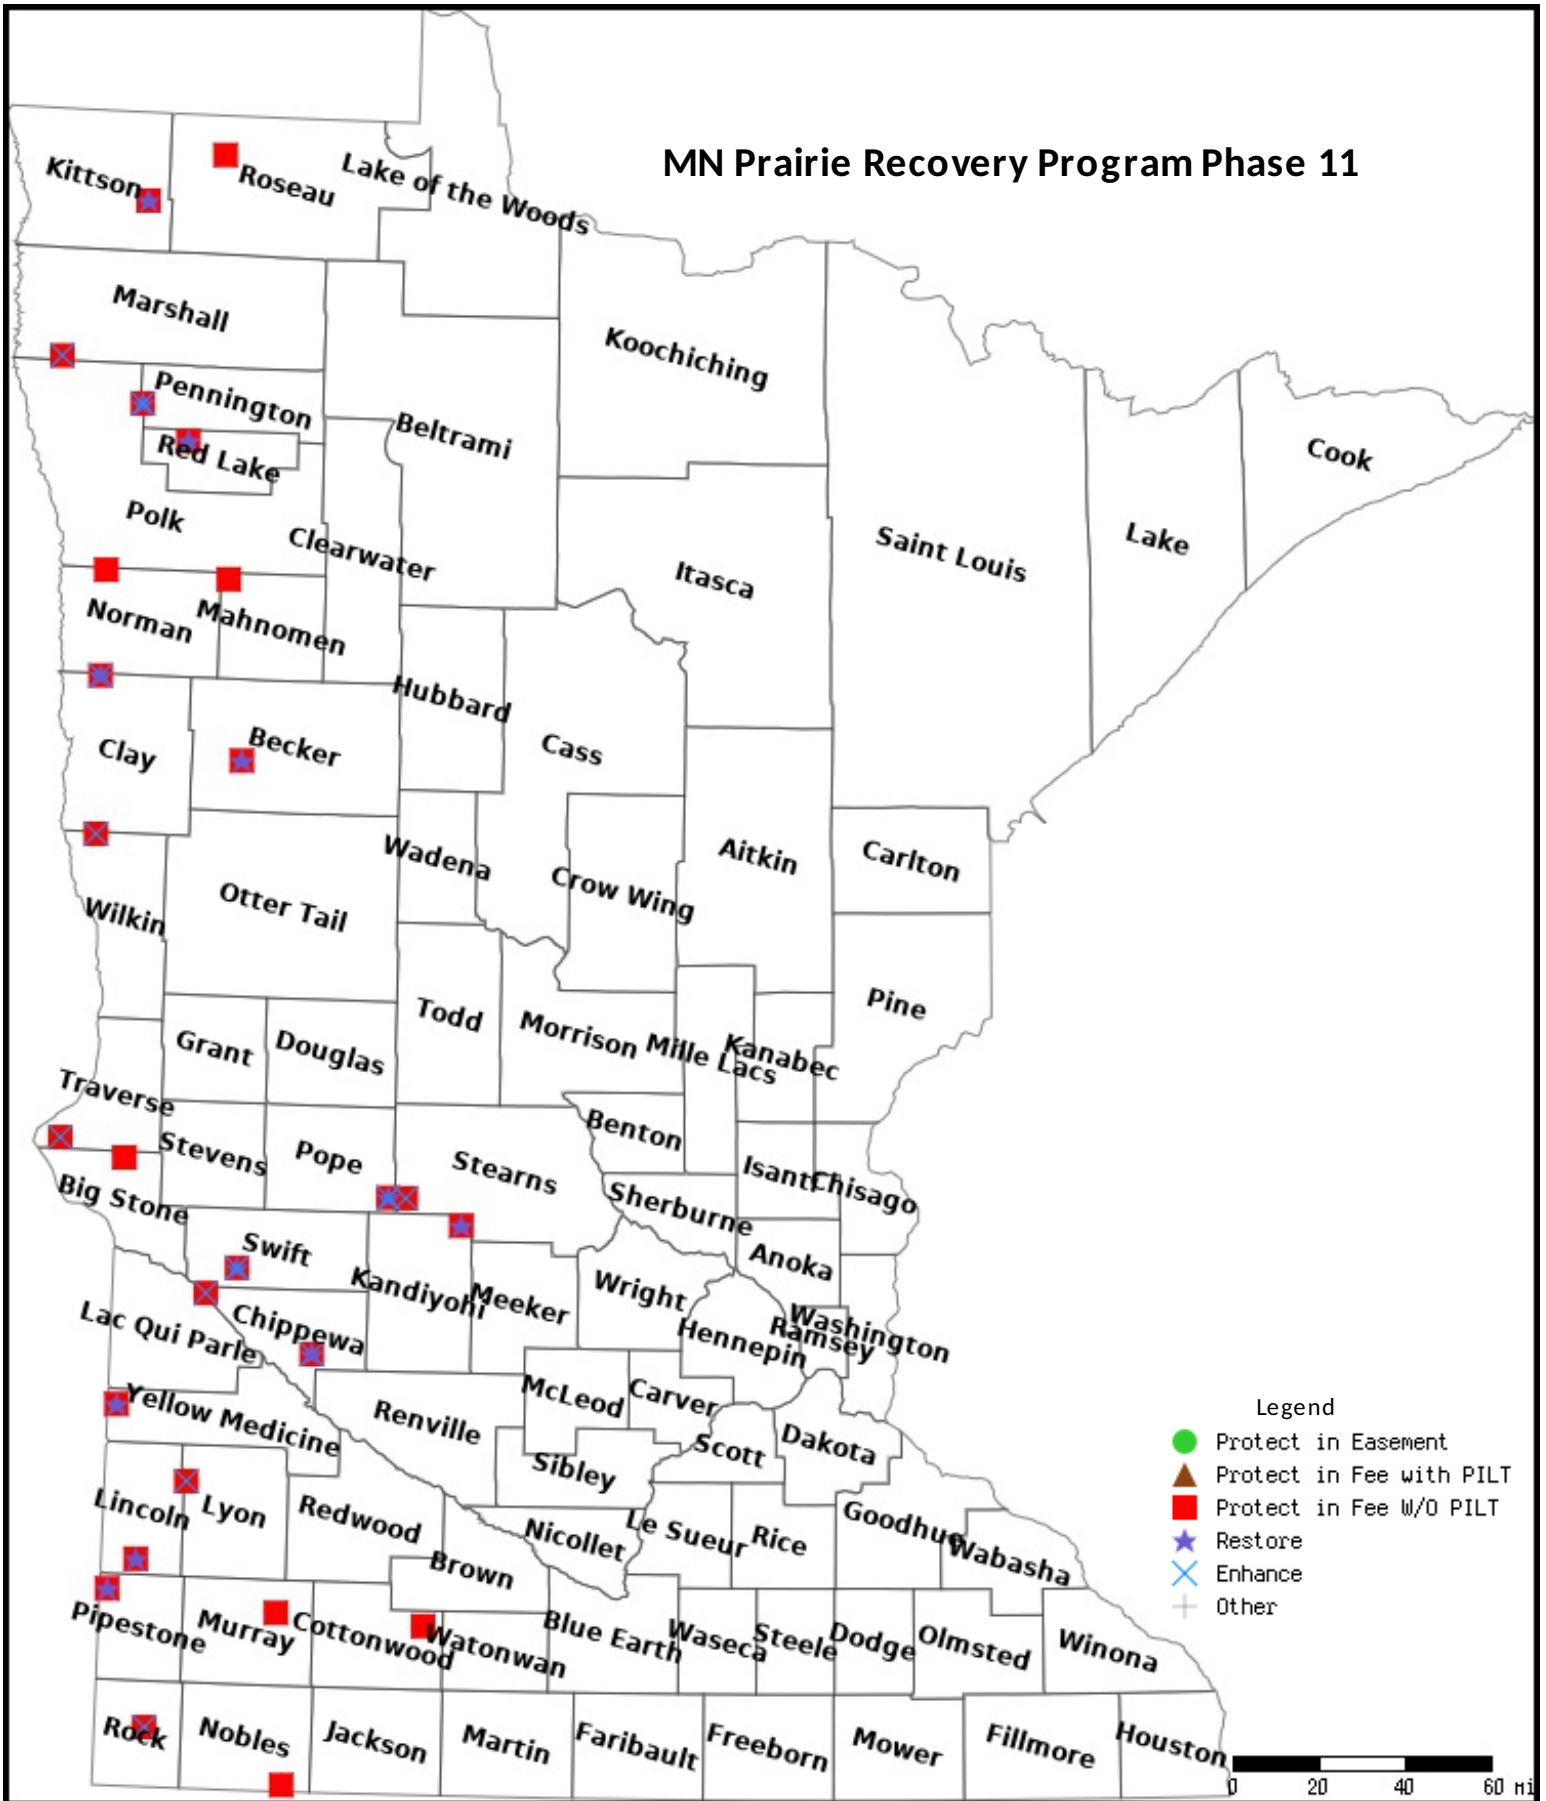 MN Prairie Recovery Program Phase 11
Kittson
Roseau
Lake of the Woods
Marshall
Koochiching
Pennington
Beltrami
Red Lake
Cook
Polk
Clearwater
Saint Louis
Lake
Itasca
Norman
Mahnomen
Hubbard
Clay
Becker
Cass
Wadena
Aitkin
Carlton
Otter Tail
Crow Wing
Wilkin
Pine
Todd
Morrison
Mille Lacs
Kanabec
Grant
Douglas
Traverse
Benton
Stevens
Pope
Stearns
Isanti
Chisago
Big Stone
Sherburne
Swift
Anoka
Kandiyohi
Meeker
Wright
Lac Qui Parle
Chippewa
Hennepin
Ramsey
Washington
Yellow Medicine
Renville
McLeod
Carver
Scott
Dakota
Sibley
Lincoln
Lyon
Redwood
Nicollet
Le Sueur
Rice
Goodhue
Wabasha
Brown
Pipestone
Murray
Cottonwood
Watonwan
Blue Earth
Waseca
Steele
Dodge
Olmsted
Winona
Rock
Nobles
Jackson
Martin
Faribault
Freeborn
Mower
Fillmore
Houston
Legend
Protect in Easement
Protect in Fee with PILT
Protect in Fee W/O PILT
Restore
Enhance
Other
0 20 40 60 mi